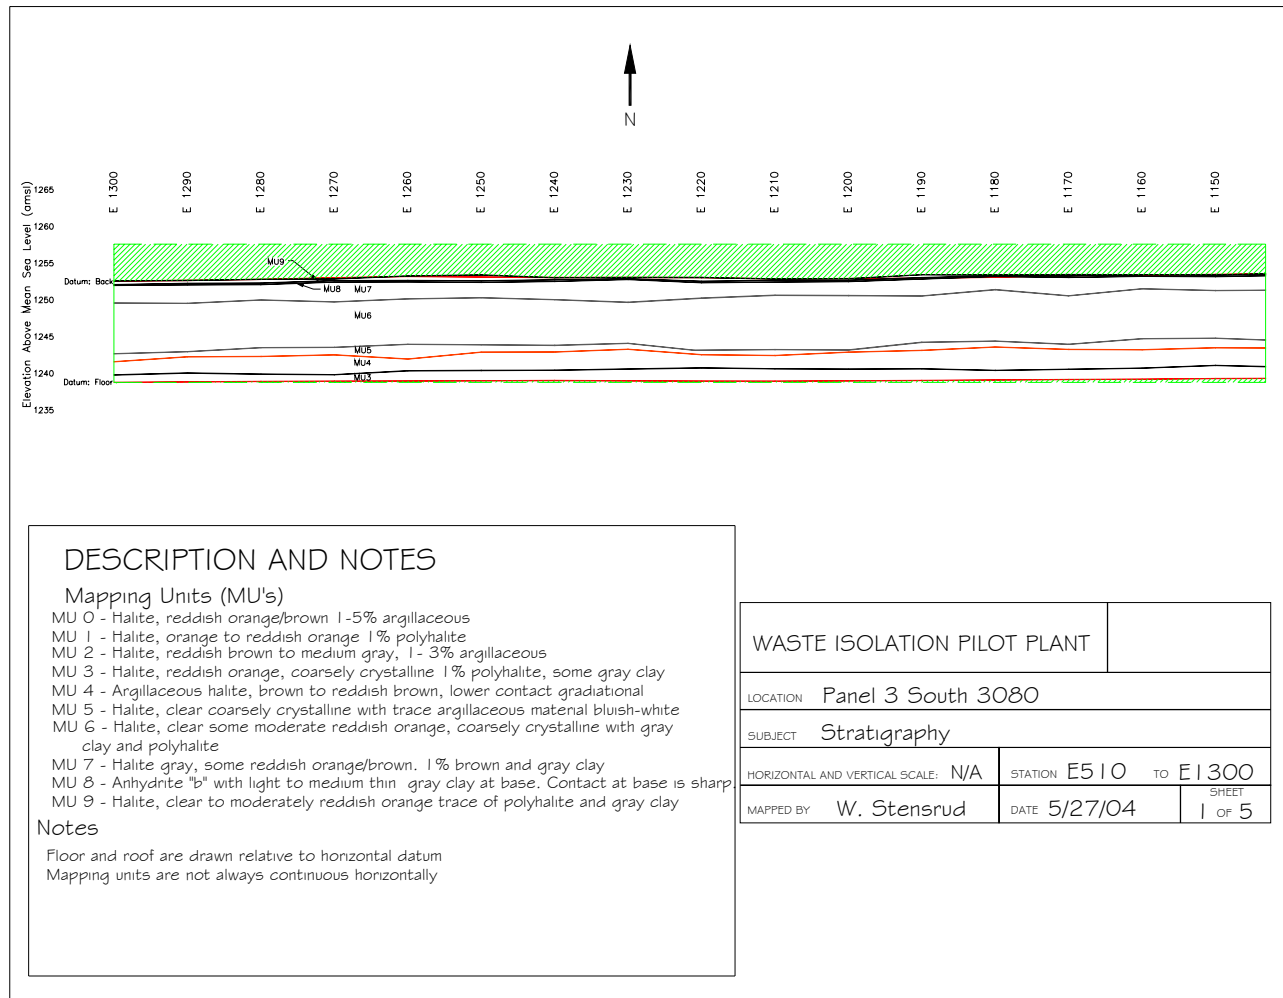 N
E 1300
E 1290
E 1280
E 1270
E 1260
E 1250
E 1240
E 1230
E 1220
E 1210
E 1200
E 1190
E 1180
E 1170
E 1160
E 1150
Elevation Above Mean Sea Level (amsl)
1265
1260
1255
1250
1245
1240
1235
Datum: Back
Datum: Floor
MU9
MU8
MU7
MU6
MU5
MU4
MU3
DESCRIPTION AND NOTES
Mapping Units (MU's)
MU 0 - Halite, reddish orange/brown 1-5% argillaceous
MU 1 - Halite, orange to reddish orange 1% polyhalite
MU 2 - Halite, reddish brown to medium gray, 1- 3% argillaceous
MU 3 - Halite, reddish orange, coarsely crystalline 1% polyhalite, some gray clay
MU 4 - Argillaceous halite, brown to reddish brown, lower contact gradiational
MU 5 - Halite, clear coarsely crystalline with trace argillaceous material bluish-white
MU 6 - Halite, clear some moderate reddish orange, coarsely crystalline with gray
clay and polyhalite
MU 7 - Halite gray, some reddish orange/brown. 1% brown and gray clay
MU 8 - Anhydrite "b" with light to medium thin gray clay at base. Contact at base is sharp.
MU 9 - Halite, clear to moderately reddish orange trace of polyhalite and gray clay
Notes
Floor and roof are drawn relative to horizontal datum
Mapping units are not always continuous horizontally
WASTE ISOLATION PILOT PLANT
LOCATION Panel 3 South 3080
SUBJECT Stratigraphy
HORIZONTAL AND VERTICAL SCALE: N/A STATION E510 TO E1300
MAPPED BY W. Stensrud DATE 5/27/04 SHEET 1 OF 5